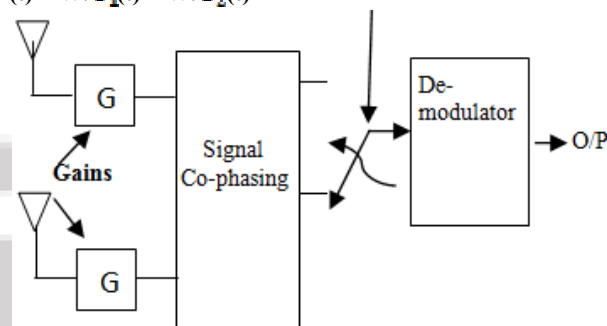 G
De-
modulator
O/P
Signal
Co-phasing
Gains
G